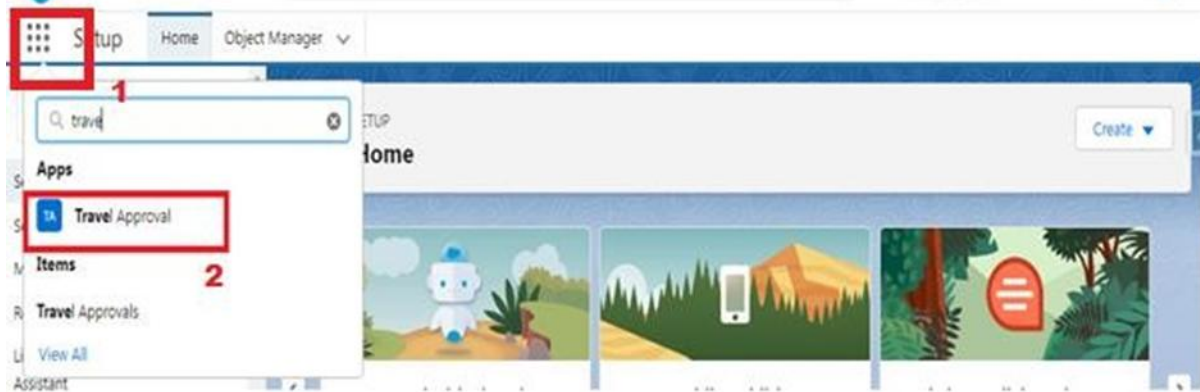 Setup Home Object Manager
1
trave
ETUP
Home
Create
Apps
TA Travel Approval
Items
2
Travel Approvals
View All
Assistant